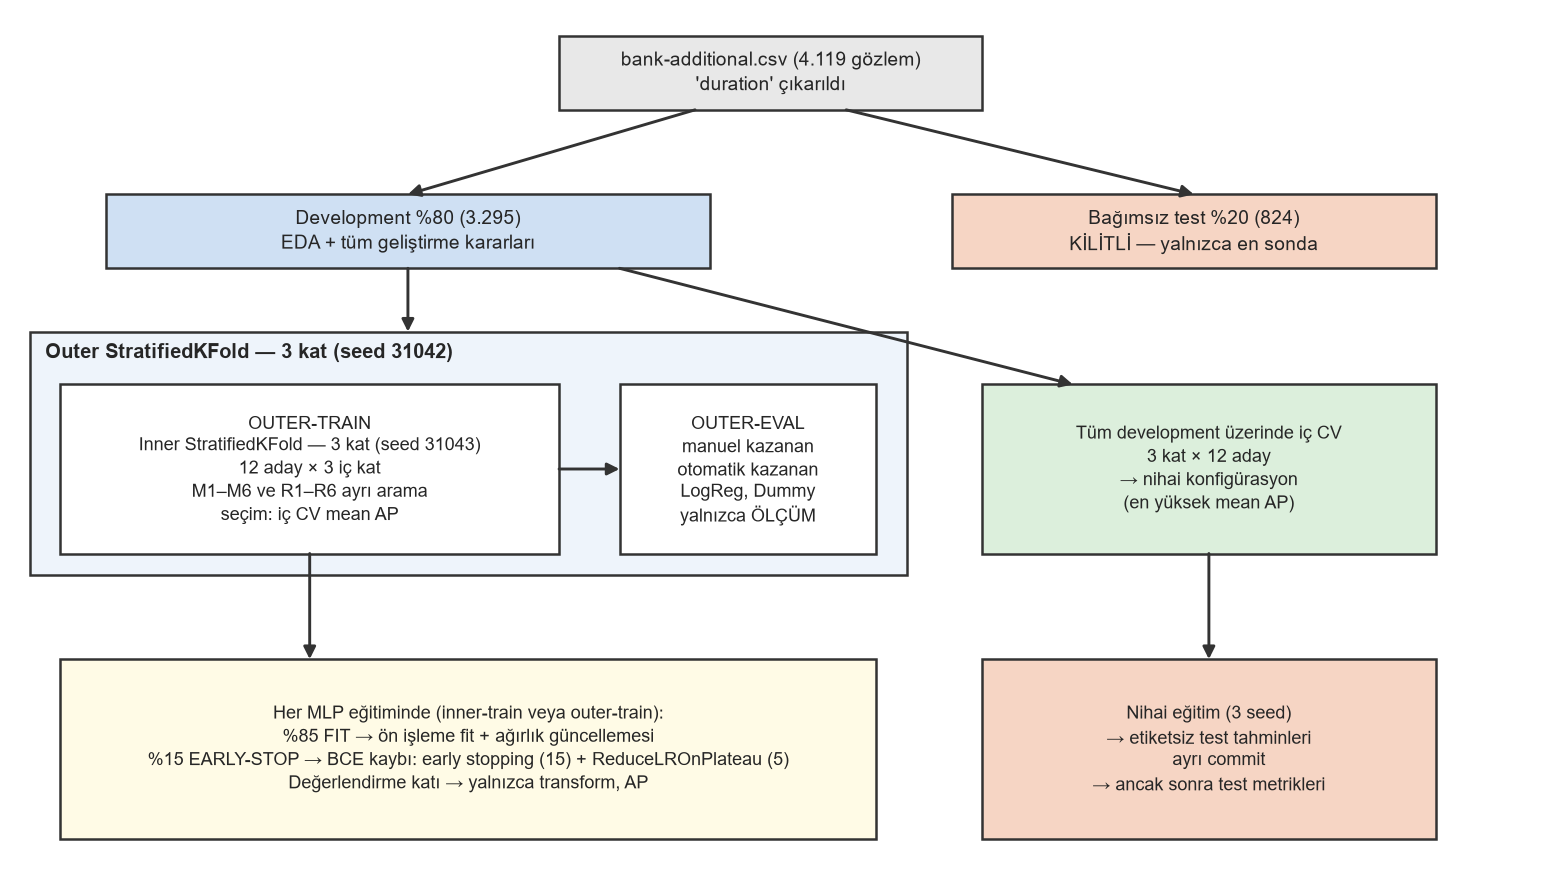 bank-additional.csv (4.119 gözlem)
'duration' çıkarıldı
Development %80 (3.295)
EDA + tüm geliştirme kararları
Bağımsız test %20 (824)
KİLİTLİ — yalnızca en sonda
Outer StratifiedKFold — 3 kat (seed 31042)
OUTER-TRAIN
Inner StratifiedKFold — 3 kat (seed 31043)
12 aday × 3 iç kat
M1–M6 ve R1–R6 ayrı arama
seçim: iç CV mean AP
OUTER-EVAL
manuel kazanan
otomatik kazanan
LogReg, Dummy
yalnızca ÖLÇÜM
Tüm development üzerinde iç CV
3 kat × 12 aday
→ nihai konfigürasyon
(en yüksek mean AP)
Her MLP eğitiminde (inner-train veya outer-train):
%85 FIT → ön işleme fit + ağırlık güncellemesi
%15 EARLY-STOP → BCE kaybı: early stopping (15) + ReduceLROnPlateau (5)
Değerlendirme katı → yalnızca transform, AP
Nihai eğitim (3 seed)
→ etiketsiz test tahminleri
ayrı commit
→ ancak sonra test metrikleri